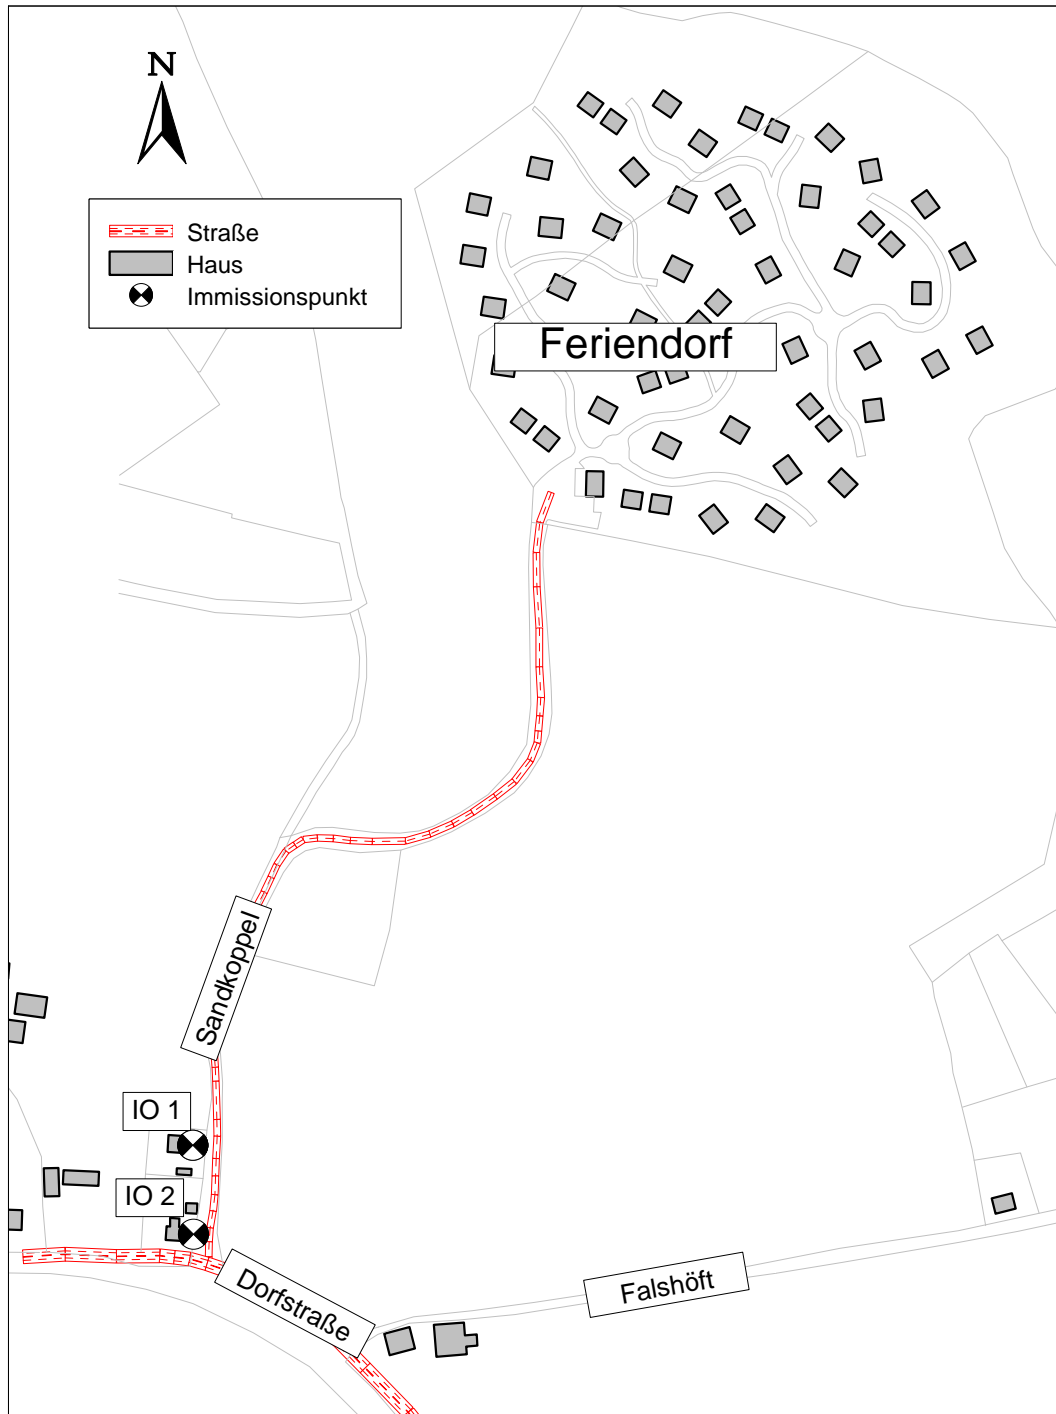 N
Straße
Haus
Immissionspunkt
Feriendorf
Sandkoppel
IO 1
IO 2
Dorfstraße
Falshöft